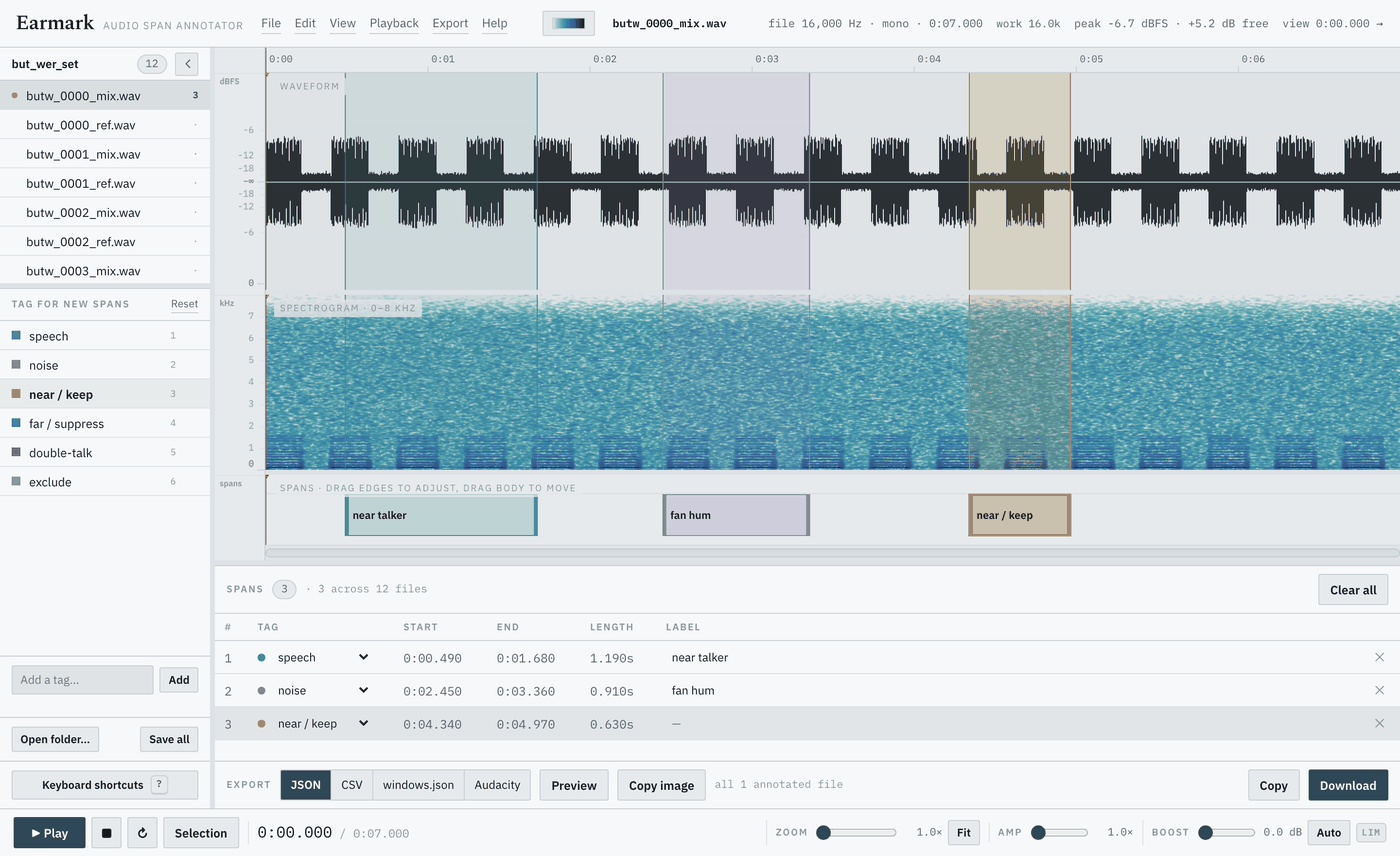 Earmark AUDIO SPAN ANNOTATOR File Edit View Playback Export Help butw_0000_mix.wav file 16,000 Hz · mono · 0:07.000 work 16.0k peak -6.7 dBFS · +5.2 dB free view 0:00.000 →
but_wer_set 12
butw_0000_mix.wav 3
butw_0000_ref.wav ·
butw_0001_mix.wav ·
butw_0001_ref.wav ·
butw_0002_mix.wav ·
butw_0002_ref.wav ·
butw_0003_mix.wav ·
TAG FOR NEW SPANS Reset
speech 1
noise 2
near / keep 3
far / suppress 4
double-talk 5
exclude 6
Add a tag... Add
Open folder... Save all
Keyboard shortcuts ?
0:00 0:01 0:02 0:03 0:04 0:05 0:06
dBFS
WAVEFORM
-6
-12
-18
-∞
-18
-12
-6
0
kHz
SPECTROGRAM · 0–8 KHZ
7
6
5
4
3
2
1
0
spans
SPANS · DRAG EDGES TO ADJUST, DRAG BODY TO MOVE
near talker fan hum near / keep
SPANS 3 · 3 across 12 files Clear all
# TAG START END LENGTH LABEL
1 speech 0:00.490 0:01.680 1.190s near talker ×
2 noise 0:02.450 0:03.360 0.910s fan hum ×
3 near / keep 0:04.340 0:04.970 0.630s — ×
EXPORT JSON CSV windows.json Audacity Preview Copy image all 1 annotated file Copy Download
Play Selection 0:00.000 / 0:07.000 ZOOM 1.0× Fit AMP 1.0× BOOST 0.0 dB Auto LIM